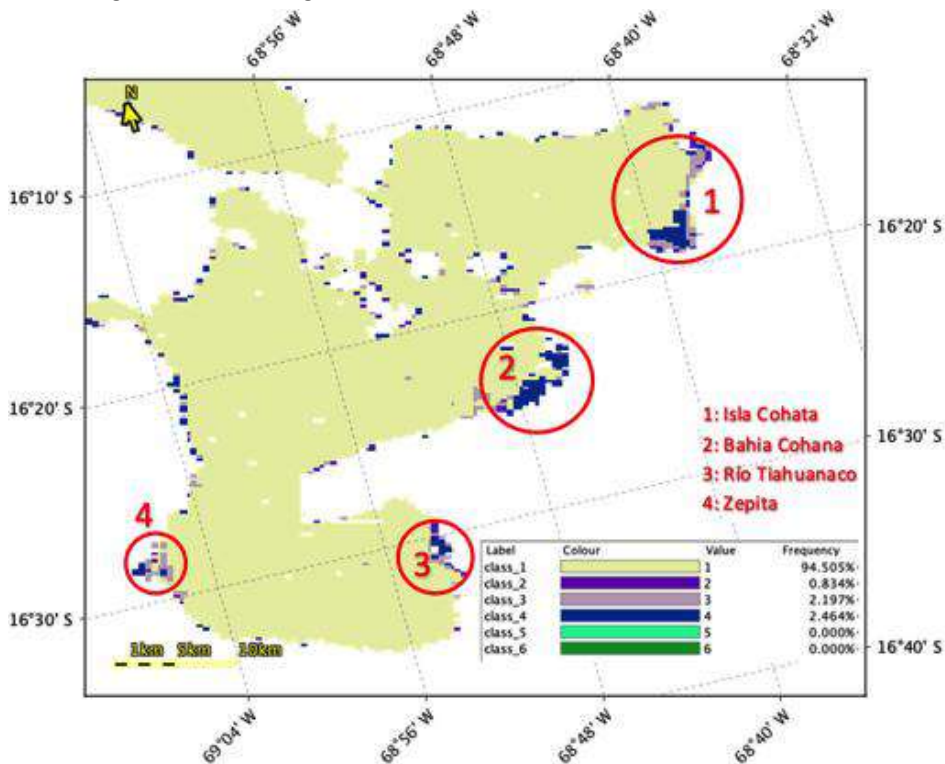 68°56' W
68°48' W
68°40' W
68°32' W
N
16°10' S
16°20' S
16°30' S
16°20' S
16°30' S
16°40' S
1
2
3
4
1: Isla Cohata
2: Bahia Cohana
3: Río Tiahuanaco
4: Zepita
Label Colour Value Frequency
class_1 1 94.505%
class_2 2 0.834%
class_3 3 2.197%
class_4 4 2.464%
class_5 5 0.000%
class_6 6 0.000%
1km 5km 10km
69°04' W
68°56' W
68°48' W
68°40' W